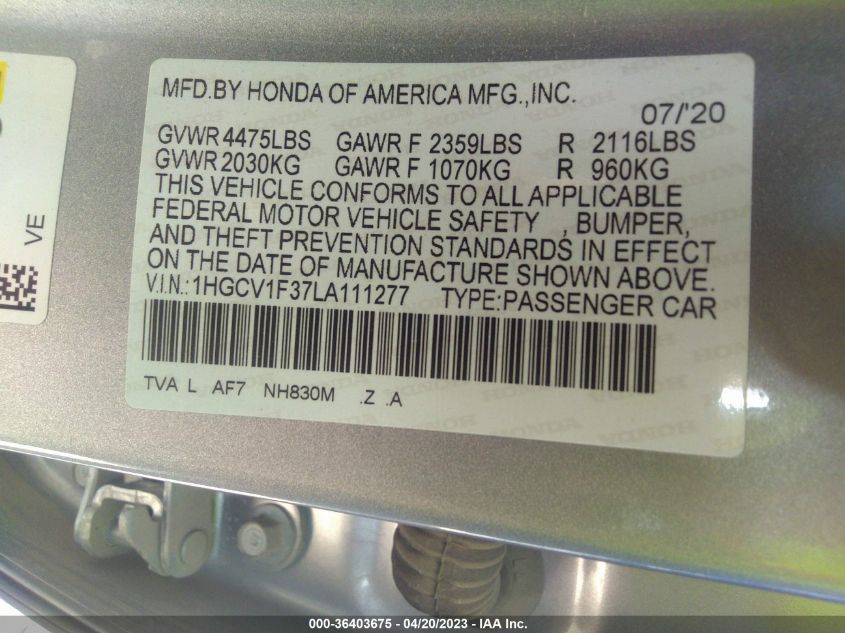 MFD.BY HONDA OF AMERICA MFG.,INC.
07/'20
GVWR 4475LBS GAWR F 2359LBS R 2116LBS
GVWR 2030KG GAWR F 1070KG R 960KG
THIS VEHICLE CONFORMS TO ALL APPLICABLE
FEDERAL MOTOR VEHICLE SAFETY , BUMPER,
AND THEFT PREVENTION STANDARDS IN EFFECT
ON THE DATE OF MANUFACTURE SHOWN ABOVE.
V.I.N.:1HGCV1F37LA111277 TYPE:PASSENGER CAR
TVA L AF7 NH830M .Z .A
VE
000-36403675 - 04/20/2023 - IAA Inc.